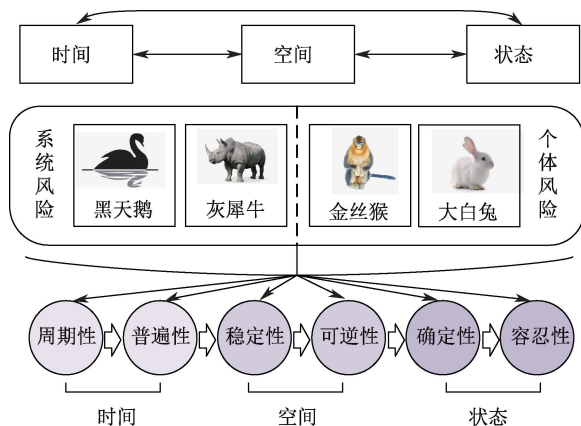 时间
空间
状态
系统风险
黑天鹅
灰犀牛
金丝猴
大白兔
个体风险
周期性
普遍性
稳定性
可逆性
确定性
容忍性
时间
空间
状态